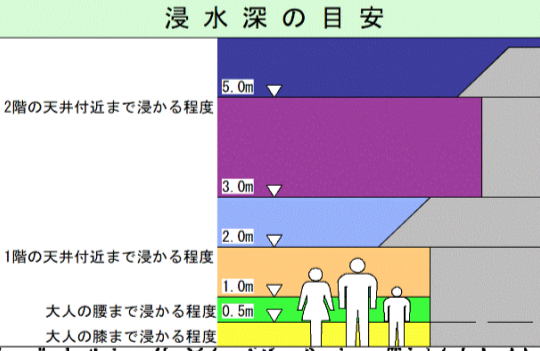 浸水深の目安
5.0m
2階の天井付近まで浸かる程度
3.0m
2.0m
1階の天井付近まで浸かる程度
1.0m
大人の腰まで浸かる程度
0.5m
大人の膝まで浸かる程度